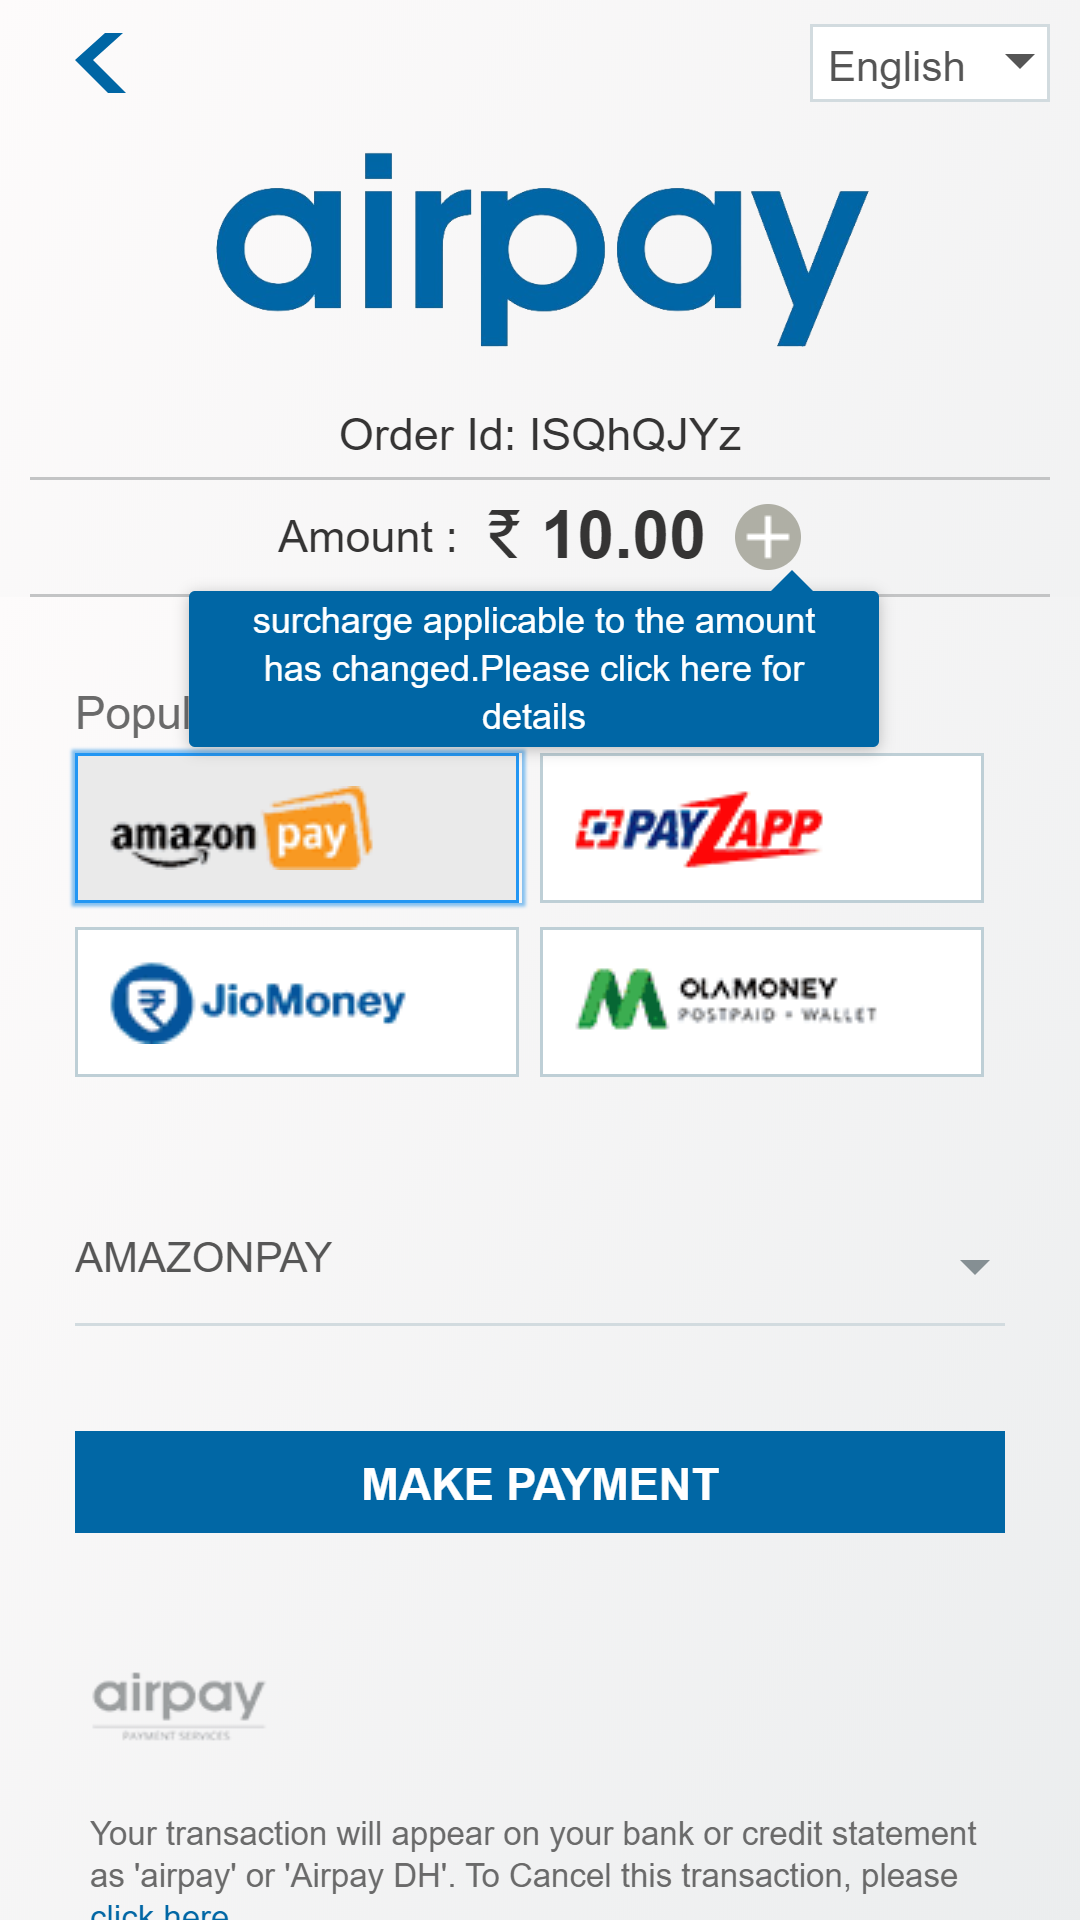 English
airpay
Order Id: ISQhQJYz
Amount : ₹ 10.00
surcharge applicable to the amount
has changed.Please click here for
details
Popul
amazon pay
PAYZAPP
JioMoney
OLAMONEY
POSTPAID + WALLET
AMAZONPAY
MAKE PAYMENT
airpay
PAYMENT SERVICES
Your transaction will appear on your bank or credit statement
as 'airpay' or 'Airpay DH'. To Cancel this transaction, please
click here